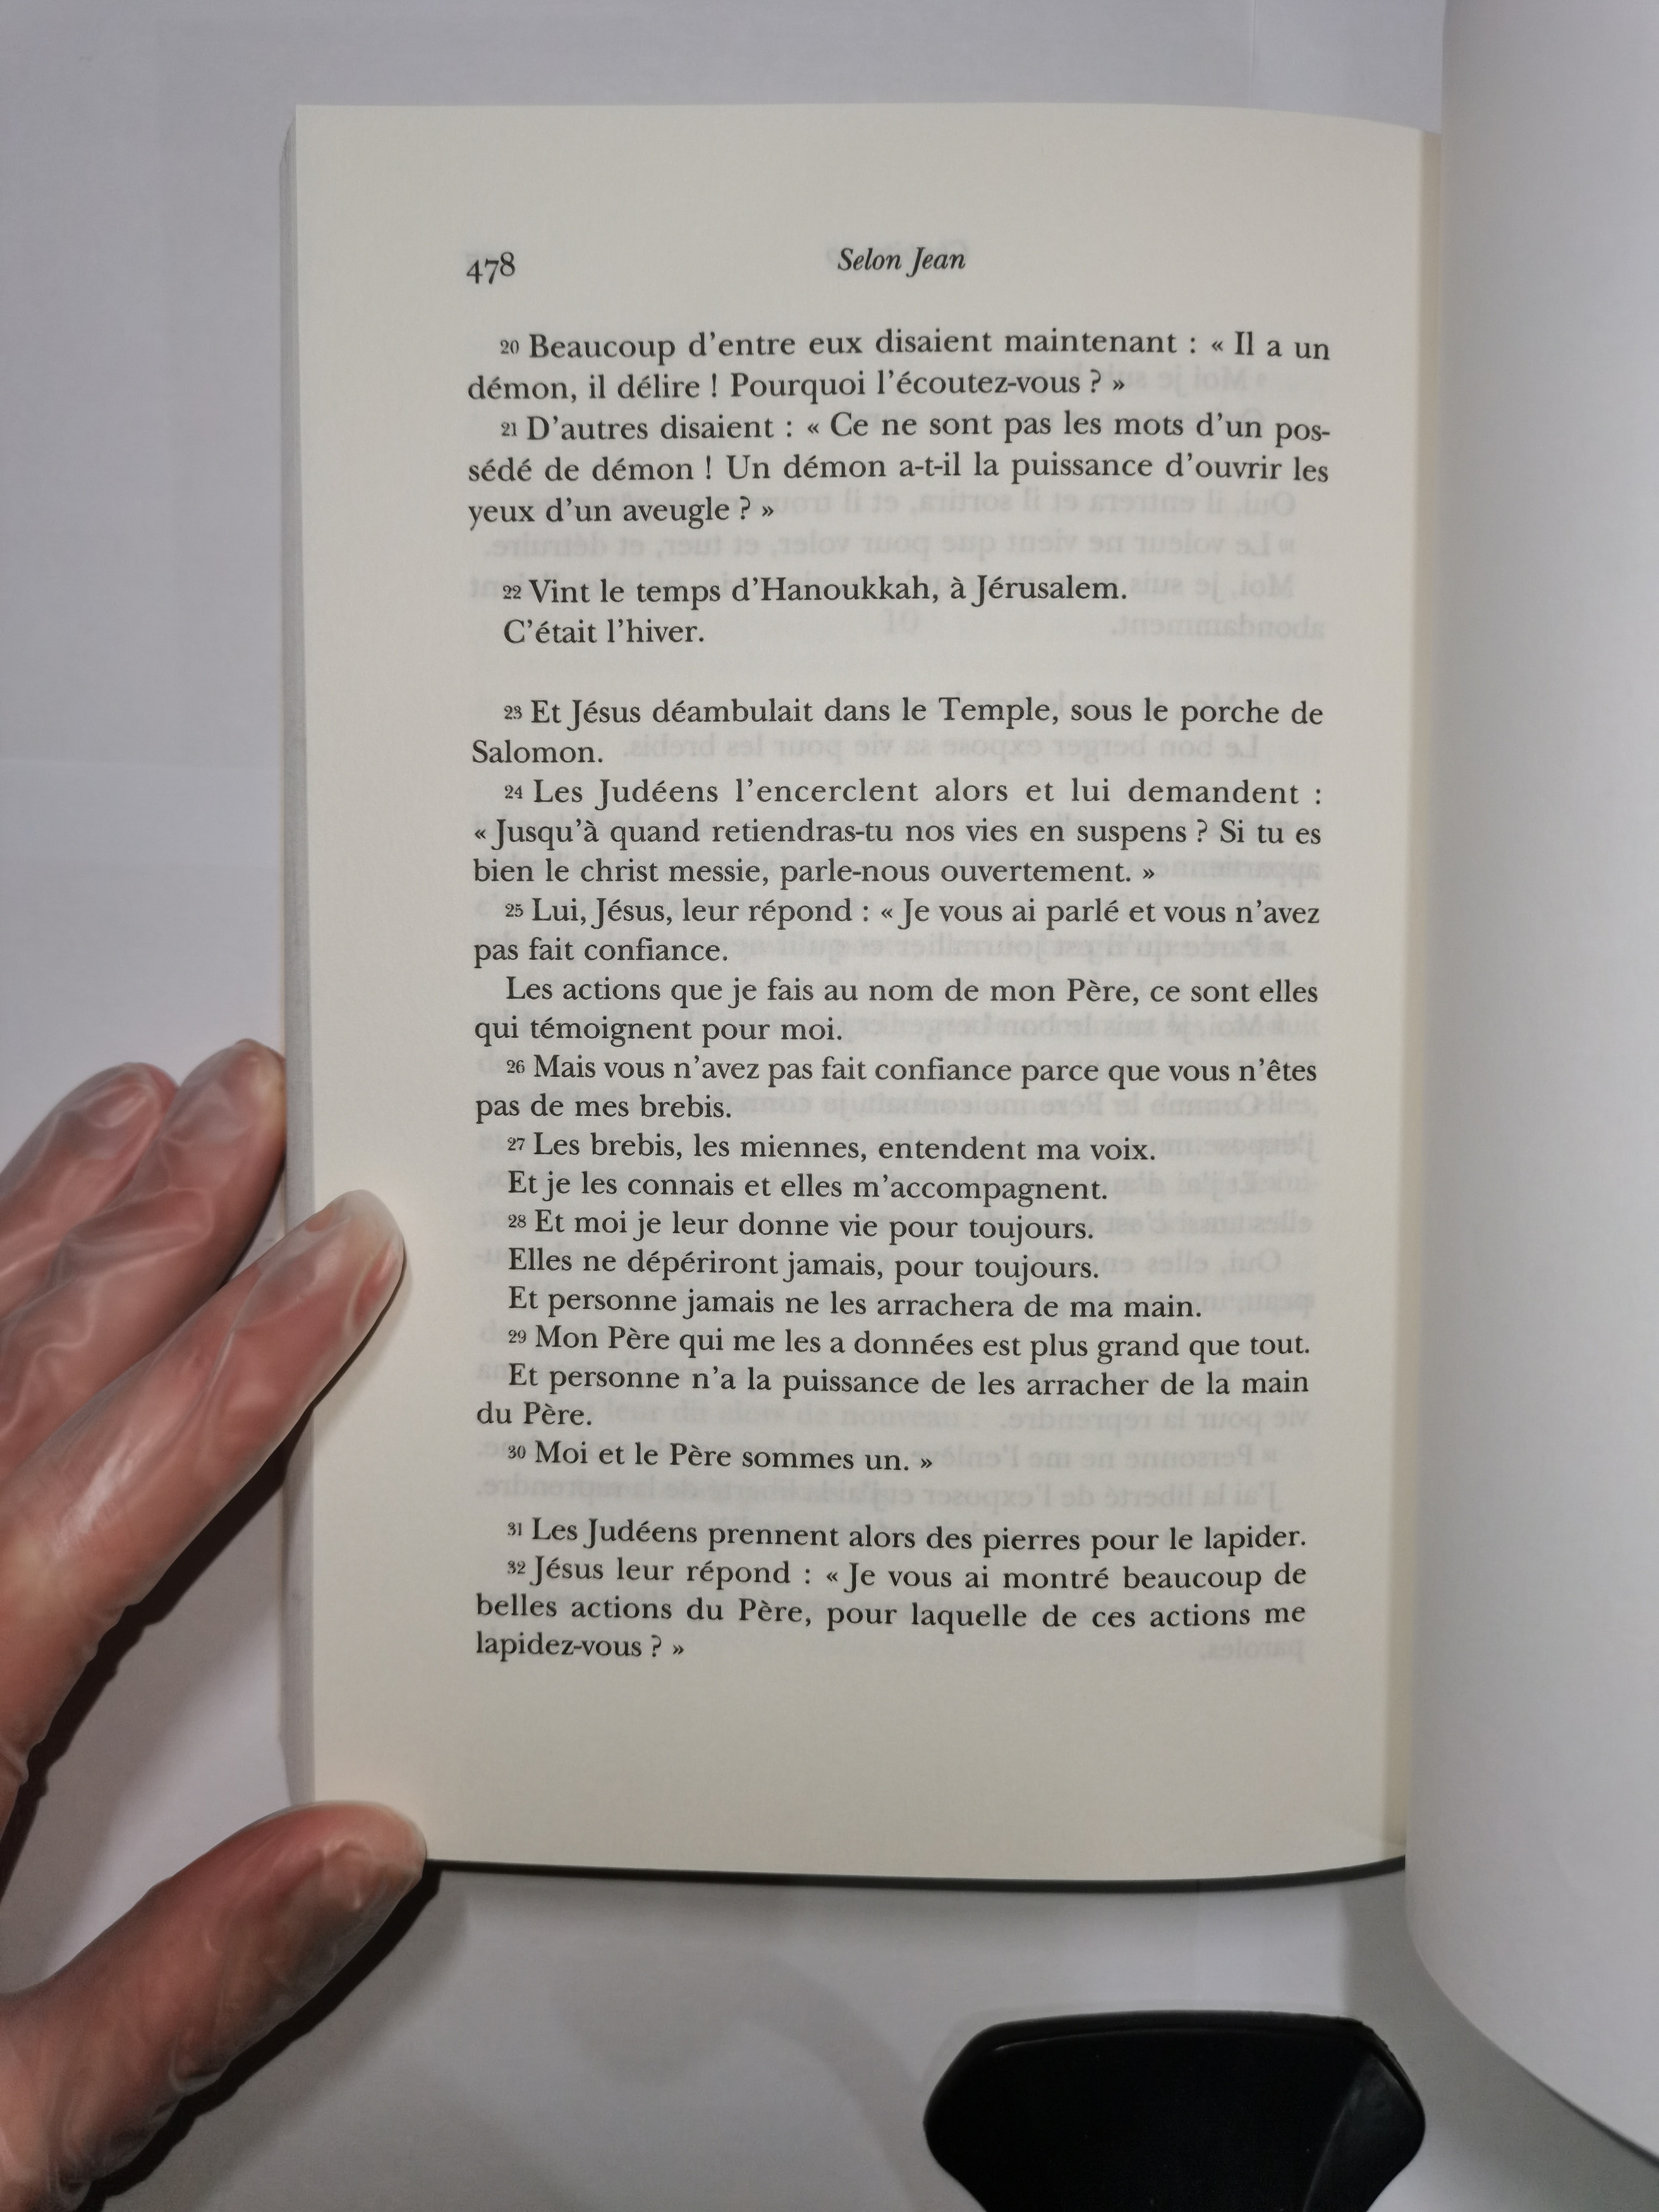 478
Selon Jean
20 Beaucoup d’entre eux disaient maintenant : « Il a un
démon, il délire ! Pourquoi l’écoutez-vous ? »
21 D’autres disaient : « Ce ne sont pas les mots d’un pos-
sédé de démon ! Un démon a-t-il la puissance d’ouvrir les
yeux d’un aveugle ? »
22 Vint le temps d’Hanoukkah, à Jérusalem.
C’était l’hiver.
23 Et Jésus déambulait dans le Temple, sous le porche de
Salomon.
24 Les Judéens l’encerclent alors et lui demandent :
« Jusqu’à quand retiendras-tu nos vies en suspens ? Si tu es
bien le christ messie, parle-nous ouvertement. »
25 Lui, Jésus, leur répond : « Je vous ai parlé et vous n’avez
pas fait confiance.
Les actions que je fais au nom de mon Père, ce sont elles
qui témoignent pour moi.
26 Mais vous n’avez pas fait confiance parce que vous n’êtes
pas de mes brebis.
27 Les brebis, les miennes, entendent ma voix.
Et je les connais et elles m’accompagnent.
28 Et moi je leur donne vie pour toujours.
Elles ne dépériront jamais, pour toujours.
Et personne jamais ne les arrachera de ma main.
29 Mon Père qui me les a données est plus grand que tout.
Et personne n’a la puissance de les arracher de la main
du Père.
30 Moi et le Père sommes un. »
31 Les Judéens prennent alors des pierres pour le lapider.
32 Jésus leur répond : « Je vous ai montré beaucoup de
belles actions du Père, pour laquelle de ces actions me
lapidez-vous ? »